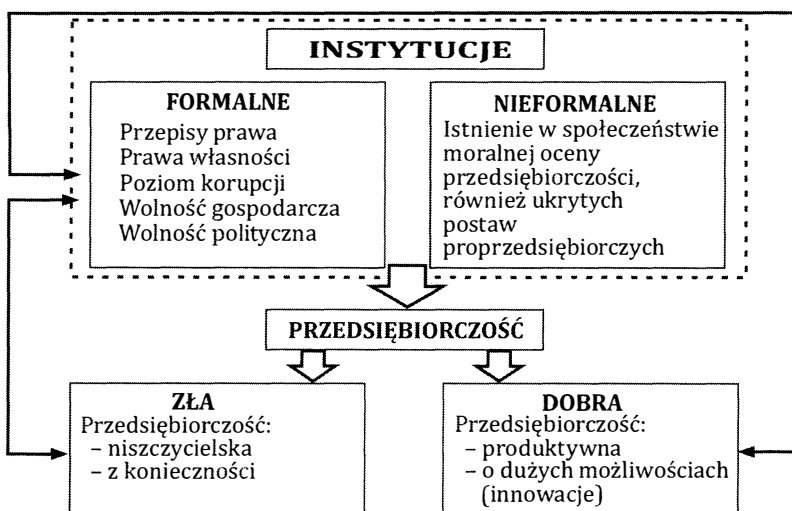 INSTYTUCJE
FORMALNE
Przepisy prawa
Prawa własności
Poziom korupcji
Wolność gospodarcza
Wolność polityczna
NIEFORMALNE
Istnienie w społeczeństwie
moralnej oceny
przedsiębiorczości,
również ukrytych
postaw
proprzedsiębiorczych
PRZEDSIĘBIORCZOŚĆ
ZŁA
Przedsiębiorczość:
– niszczycielska
– z konieczności
DOBRA
Przedsiębiorczość:
– produktywna
– o dużych możliwościach
(innowacje)